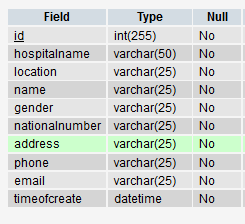 Field Type Null
id int(255) No
hospitalname varchar(50) No
location varchar(25) No
name varchar(25) No
gender varchar(25) No
nationalnumber varchar(25) No
address varchar(25) No
phone varchar(25) No
email varchar(25) No
timeofcreate datetime No